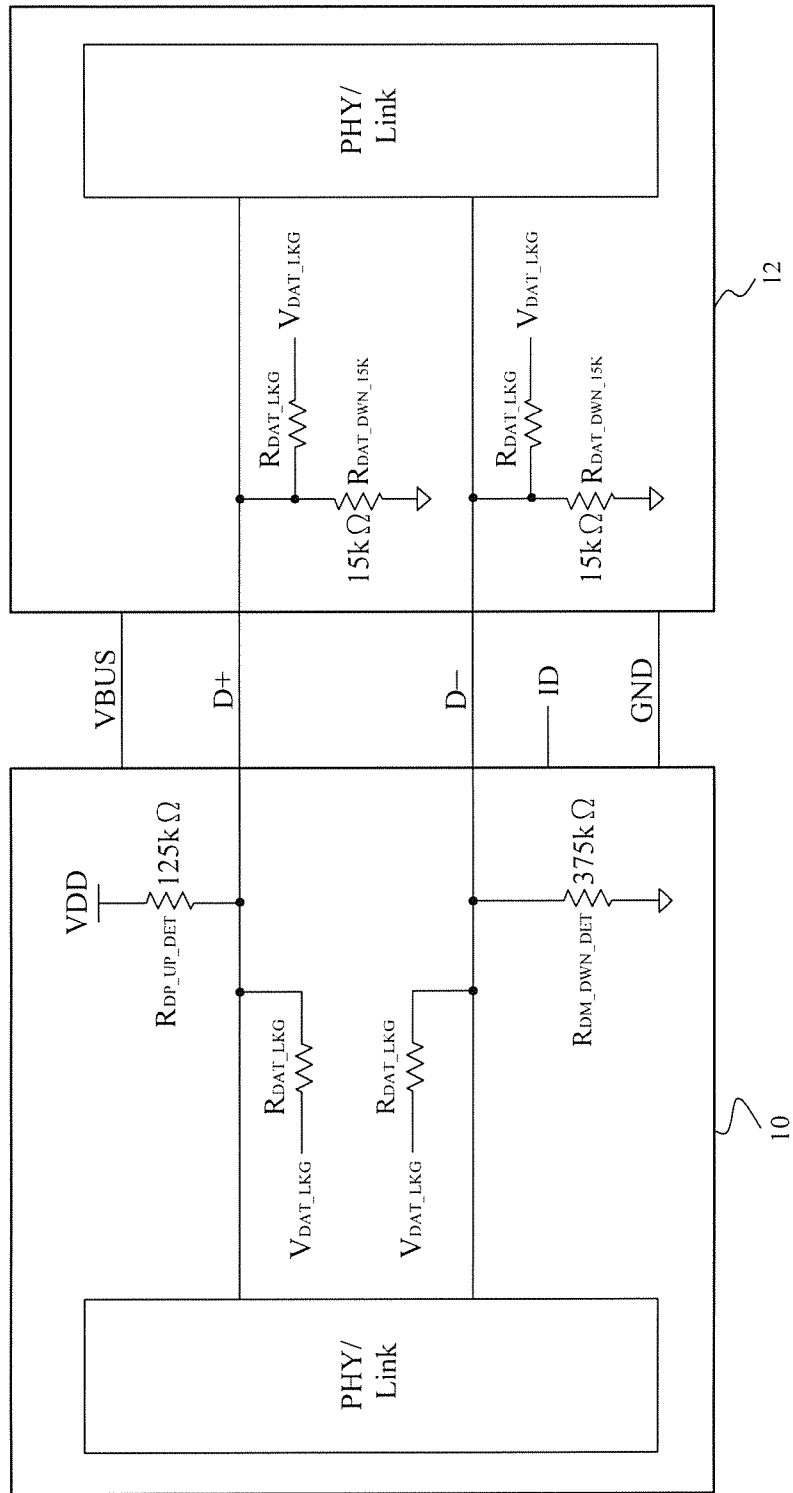 PHY/
Link
VDAT_LKG
RDAT_LKG
VDAT_LKG
RDAT_LKG
VDD
RDP_UP_DET
125kΩ
RDM_DWN_DET
375kΩ
10
VBUS
D+
D−
ID
GND
RDAT_LKG
VDAT_LKG
15kΩ
RDAT_DWN_15K
RDAT_LKG
VDAT_LKG
15kΩ
RDAT_DWN_15K
PHY/
Link
12